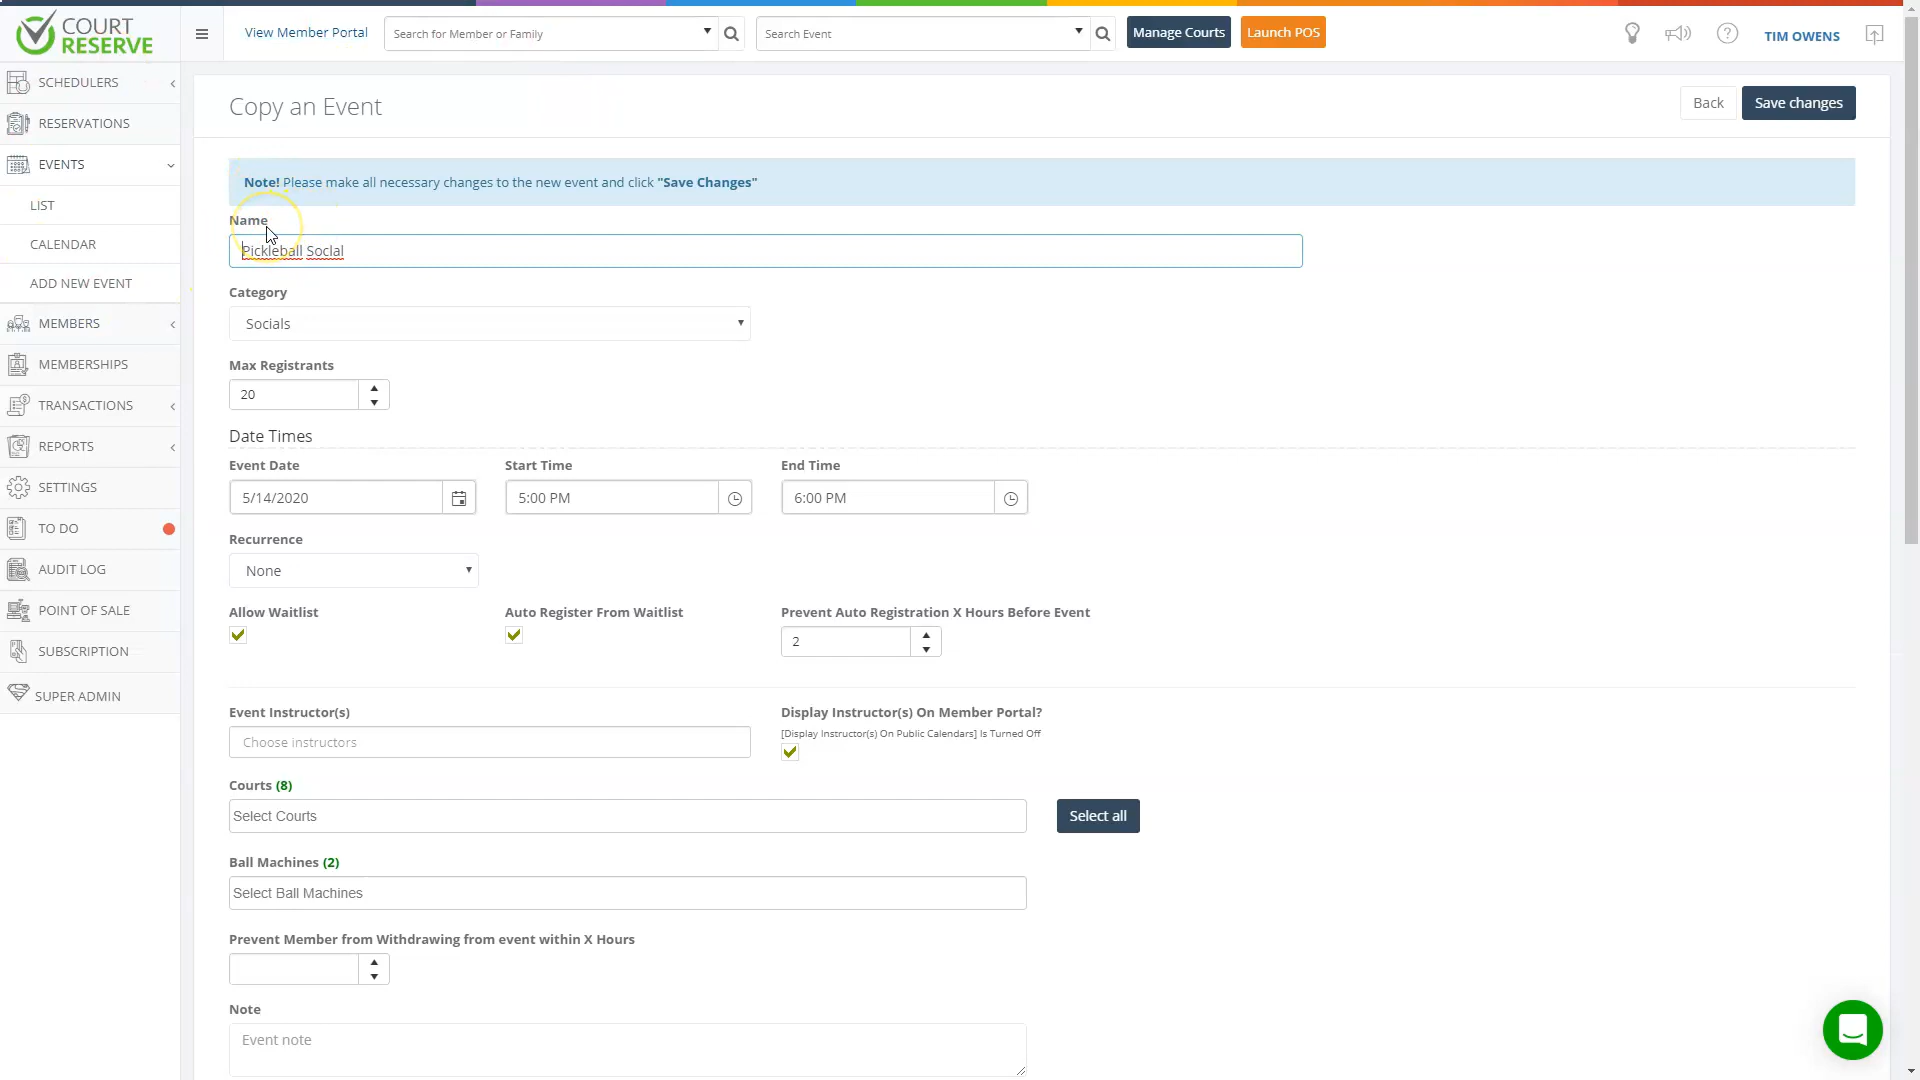 COURT
RESERVE
View Member Portal
Search for Member or Family
Search Event
Manage Courts
Launch POS
TIM OWENS
SCHEDULERS
RESERVATIONS
EVENTS
LIST
CALENDAR
ADD NEW EVENT
MEMBERS
MEMBERSHIPS
TRANSACTIONS
REPORTS
SETTINGS
TO DO
AUDIT LOG
POINT OF SALE
SUBSCRIPTION
SUPER ADMIN
Copy an Event
Back
Save changes
Note! Please make all necessary changes to the new event and click "Save Changes"
Name
Pickleball Soclal
Category
Socials
Max Registrants
20
Date Times
Event Date
Start Time
End Time
5/14/2020
5:00 PM
6:00 PM
Recurrence
None
Allow Waitlist
Auto Register From Waitlist
Prevent Auto Registration X Hours Before Event
2
Event Instructor(s)
Display Instructor(s) On Member Portal?
Choose instructors
[Display Instructor(s) On Public Calendars] Is Turned Off
Courts (8)
Select Courts
Select all
Ball Machines (2)
Select Ball Machines
Prevent Member from Withdrawing from event within X Hours
Note
Event note